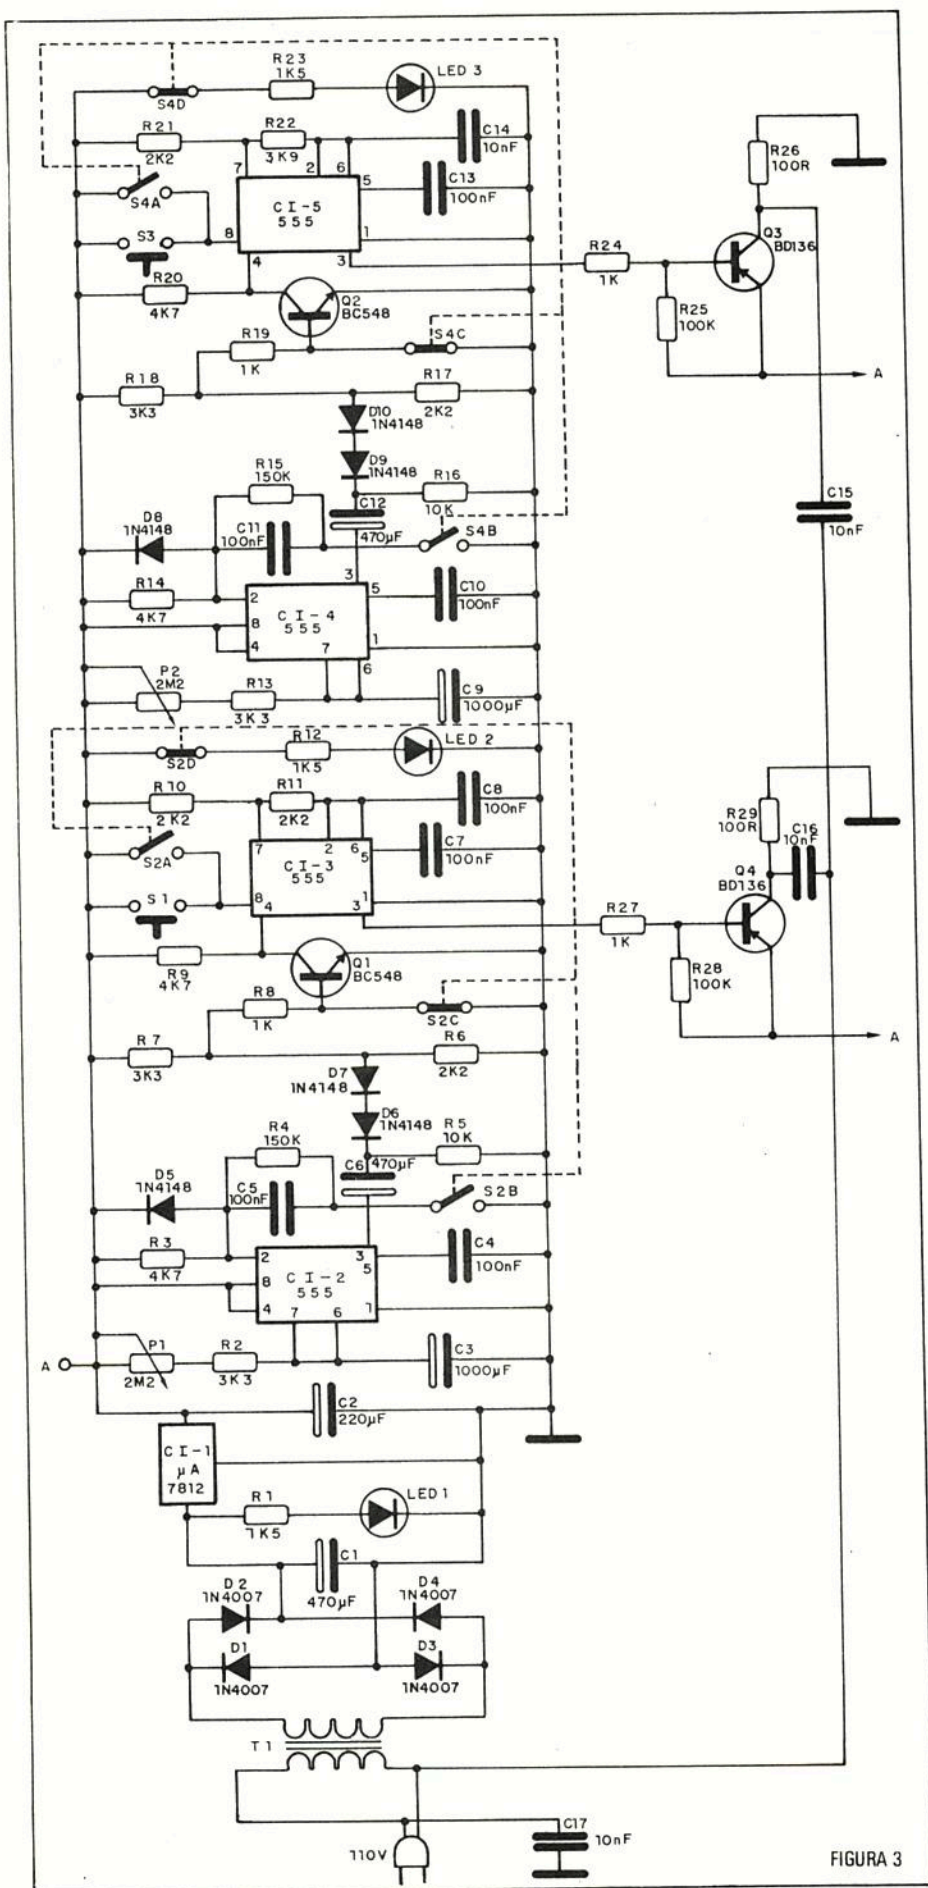 R23
1K5
LED 3
S4D
R21
2K2
R22
3K9
C14
10nF
7
2
6
5
C13
100nF
S4A
CI-5
555
S3
8
1
4
3
R20
4K7
Q2
BC548
R19
1K
S4C
R18
3K3
R17
2K2
D10
1N4148
D9
1N4148
R15
150K
R16
10K
C12
470µF
D8
1N4148
C11
100nF
S4B
3
5
C10
100nF
R14
4K7
2
8
4
CI-4
555
1
7
6
P2
2M2
R13
3K3
C9
1000µF
R12
1K5
LED 2
S2D
R10
2K2
R11
2K2
C8
100nF
7
2
6
5
C7
100nF
S2A
CI-3
555
S1
8
4
3
1
R9
4K7
Q1
BC548
R8
1K
S2C
R7
3K3
R6
2K2
D7
1N4148
D6
1N4148
R4
150K
R5
10K
C6
470µF
D5
1N4148
C5
100nF
S2B
R3
4K7
2
8
4
CI-2
555
3
5
1
7
6
C4
100nF
A
P1
2M2
R2
3K3
C3
1000µF
C2
220µF
CI-1
µA
7812
R1
1K5
LED1
C1
470µF
D2
1N4007
D4
1N4007
D1
1N4007
D3
1N4007
T1
110V
C17
10nF
R26
100R
Q3
BD136
R24
1K
R25
100K
A
C15
10nF
R29
100R
C16
10nF
Q4
BD136
R27
1K
R28
100K
A
FIGURA 3